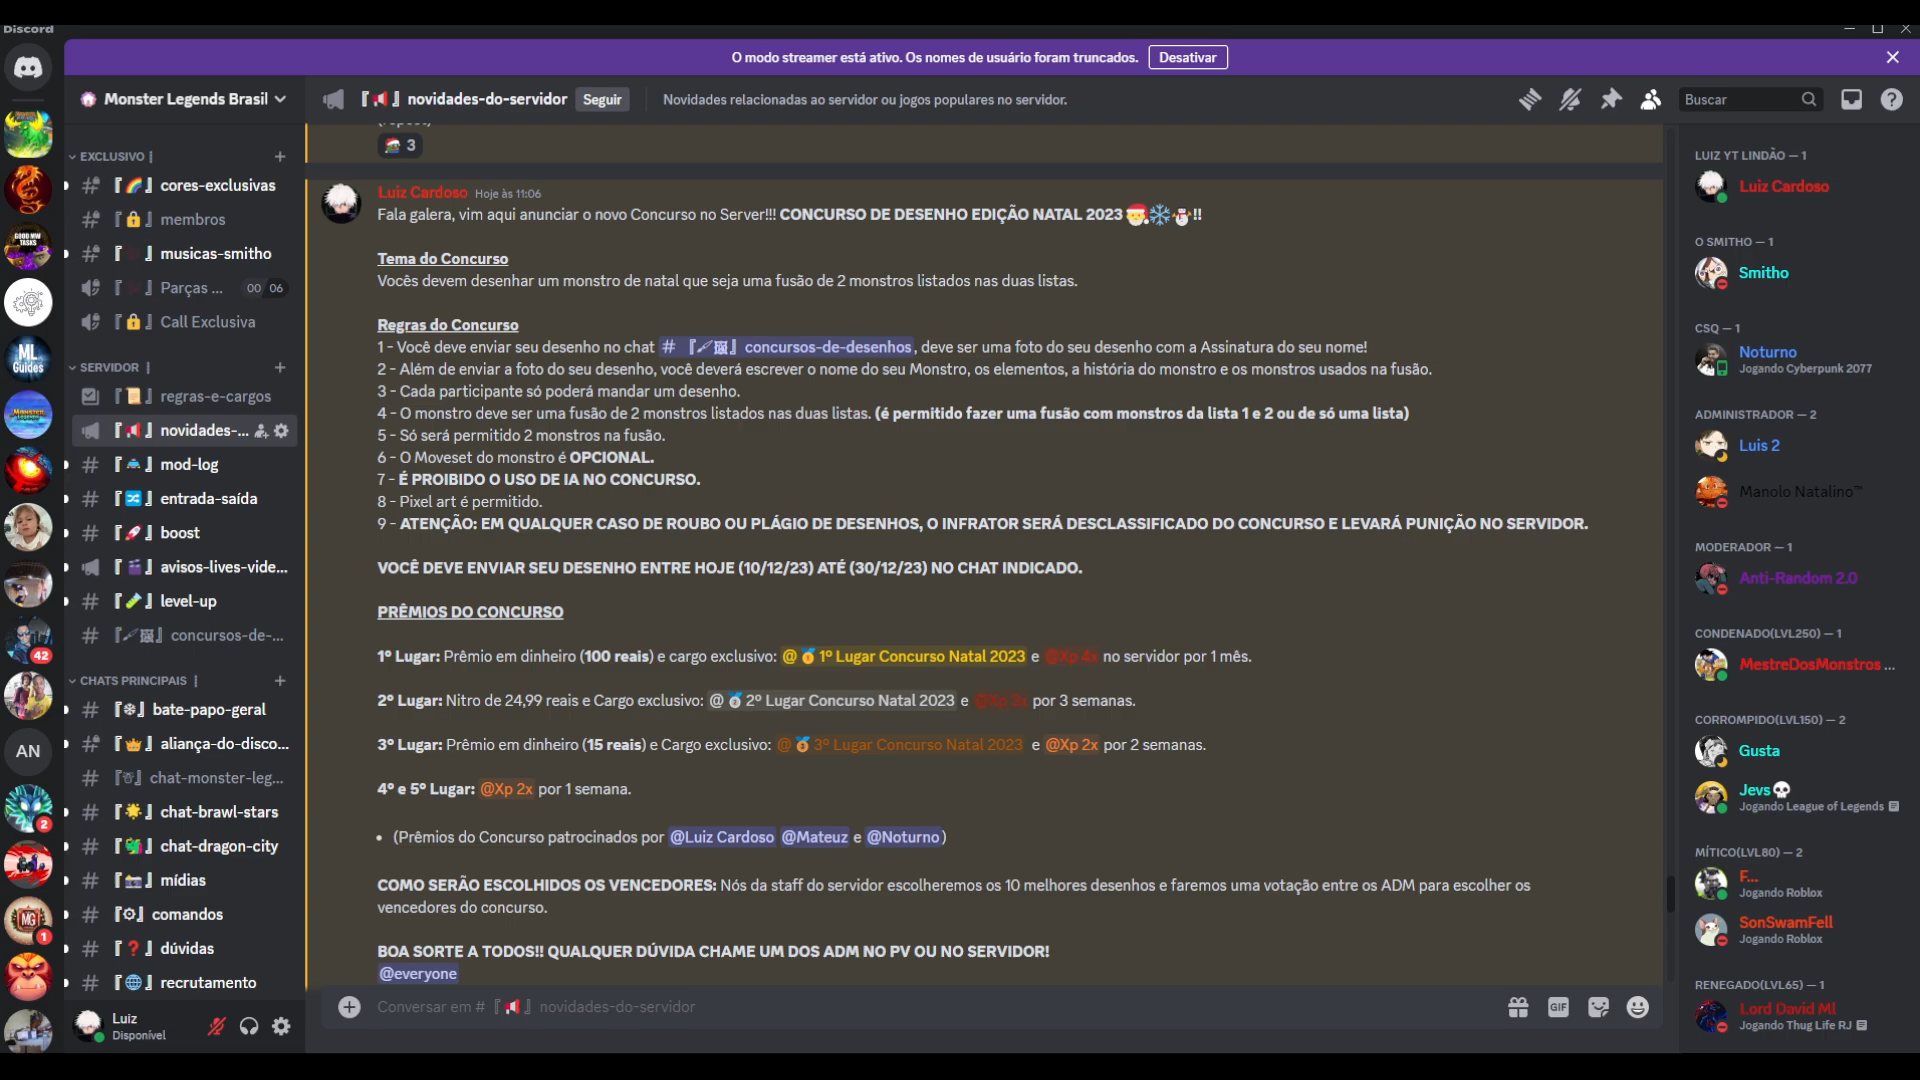 Discord
O modo streamer está ativo. Os nomes de usuário foram truncados. Desativar
Monster Legends Brasil
『📢』novidades-do-servidor Seguir Novidades relacionadas ao servidor ou jogos populares no servidor.
Buscar
EXCLUSIVO |
『🌈』cores-exclusivas
『🔒』membros
musicas-smitho
Parças ... 00 06
『🔒』Call Exclusiva
SERVIDOR |
『📜』regras-e-cargos
『📢』novidades-...
『🚔』mod-log
『🔀』entrada-saída
『🚀』boost
avisos-lives-vide...
level-up
『🖌🖼』concursos-de-...
CHATS PRINCIPAIS |
『❄』bate-papo-geral
『👑』aliança-do-disco...
chat-monster-leg...
『🌟』chat-brawl-stars
『🐉』chat-dragon-city
『📸』mídias
『⚙』comandos
『❓』dúvidas
『🌐』recrutamento
Luiz
Disponível
GOOD MW TASKS
ML Guides
42
AN
2
MG
1
3
Luiz Cardoso Hoje às 11:06
Fala galera, vim aqui anunciar o novo Concurso no Server!!! CONCURSO DE DESENHO EDIÇÃO NATAL 2023 🎅❄️⛄!!
Tema do Concurso
Vocês devem desenhar um monstro de natal que seja uma fusão de 2 monstros listados nas duas listas.
Regras do Concurso
1 - Você deve enviar seu desenho no chat # 『🖌🖼』concursos-de-desenhos, deve ser uma foto do seu desenho com a Assinatura do seu nome!
2 - Além de enviar a foto do seu desenho, você deverá escrever o nome do seu Monstro, os elementos, a história do monstro e os monstros usados na fusão.
3 - Cada participante só poderá mandar um desenho.
4 - O monstro deve ser uma fusão de 2 monstros listados nas duas listas. (é permitido fazer uma fusão com monstros da lista 1 e 2 ou de só uma lista)
5 - Só será permitido 2 monstros na fusão.
6 - O Moveset do monstro é OPCIONAL.
7 - É PROIBIDO O USO DE IA NO CONCURSO.
8 - Pixel art é permitido.
9 - ATENÇÃO: EM QUALQUER CASO DE ROUBO OU PLÁGIO DE DESENHOS, O INFRATOR SERÁ DESCLASSIFICADO DO CONCURSO E LEVARÁ PUNIÇÃO NO SERVIDOR.
VOCÊ DEVE ENVIAR SEU DESENHO ENTRE HOJE (10/12/23) ATÉ (30/12/23) NO CHAT INDICADO.
PRÊMIOS DO CONCURSO
1º Lugar: Prêmio em dinheiro (100 reais) e cargo exclusivo: @🥇1º Lugar Concurso Natal 2023 e @Xp 4x no servidor por 1 mês.
2º Lugar: Nitro de 24,99 reais e Cargo exclusivo: @🥈2º Lugar Concurso Natal 2023 e @Xp 3x por 3 semanas.
3º Lugar: Prêmio em dinheiro (15 reais) e Cargo exclusivo: @🥉3º Lugar Concurso Natal 2023 e @Xp 2x por 2 semanas.
4º e 5º Lugar: @Xp 2x por 1 semana.
• (Prêmios do Concurso patrocinados por @Luiz Cardoso @Mateuz e @Noturno)
COMO SERÃO ESCOLHIDOS OS VENCEDORES: Nós da staff do servidor escolheremos os 10 melhores desenhos e faremos uma votação entre os ADM para escolher os
vencedores do concurso.
BOA SORTE A TODOS!! QUALQUER DÚVIDA CHAME UM DOS ADM NO PV OU NO SERVIDOR!
@everyone
Conversar em # 『📢』novidades-do-servidor
GIF
LUIZ YT LINDÃO — 1
Luiz Cardoso
O SMITHO — 1
Smitho
CSQ — 1
Noturno
Jogando Cyberpunk 2077
ADMINISTRADOR — 2
Luis 2
Manolo Natalino™
MODERADOR — 1
Anti-Random 2.0
CONDENADO(LVL250) — 1
MestreDosMonstros ...
CORROMPIDO(LVL150) — 2
Gusta
Jevs💀
Jogando League of Legends
MÍTICO(LVL80) — 2
F...
Jogando Roblox
SonSwamFell
Jogando Roblox
RENEGADO(LVL65) — 1
Lord David Ml
Jogando Thug Life RJ